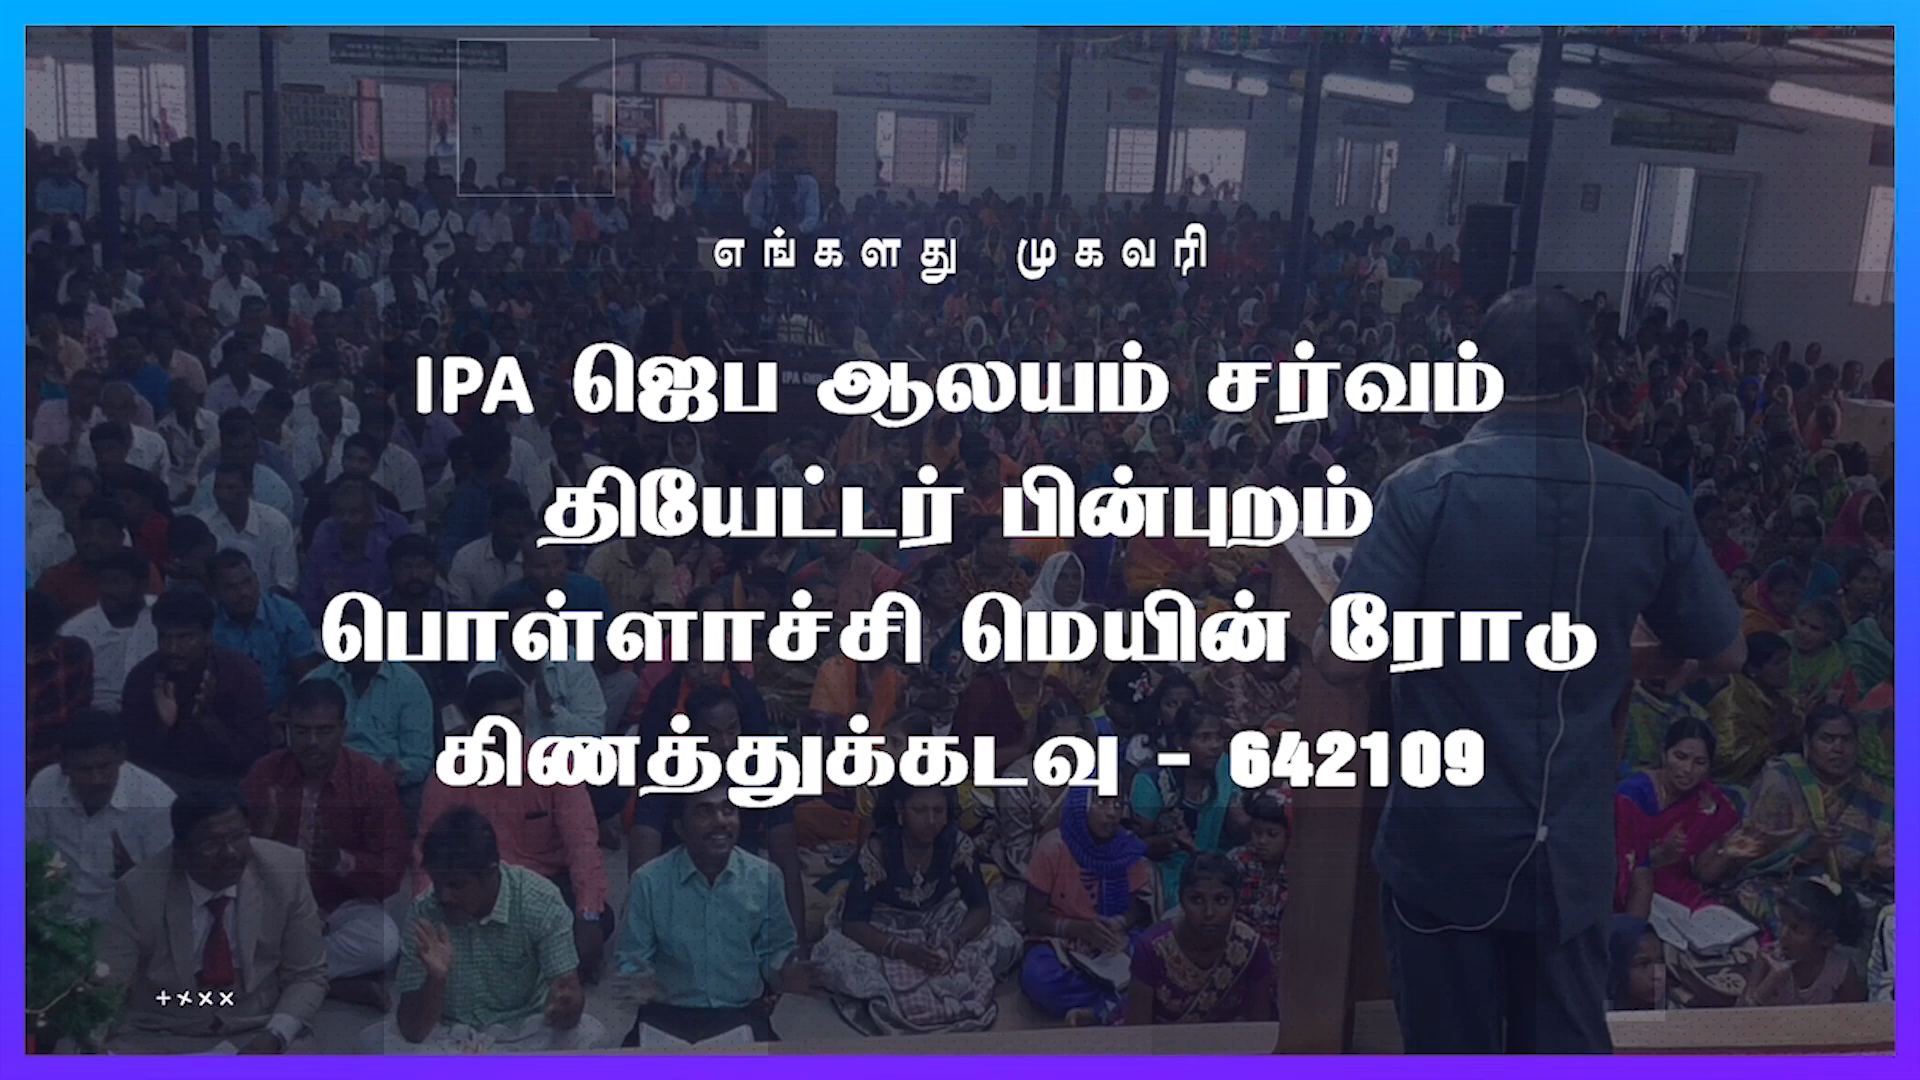 எங்களது முகவரி
IPA ஜெப ஆலயம் சர்வம்
தியேட்டர் பின்புறம்
பொள்ளாச்சி மெயின் ரோடு
கிணத்துக்கடவு - 642109